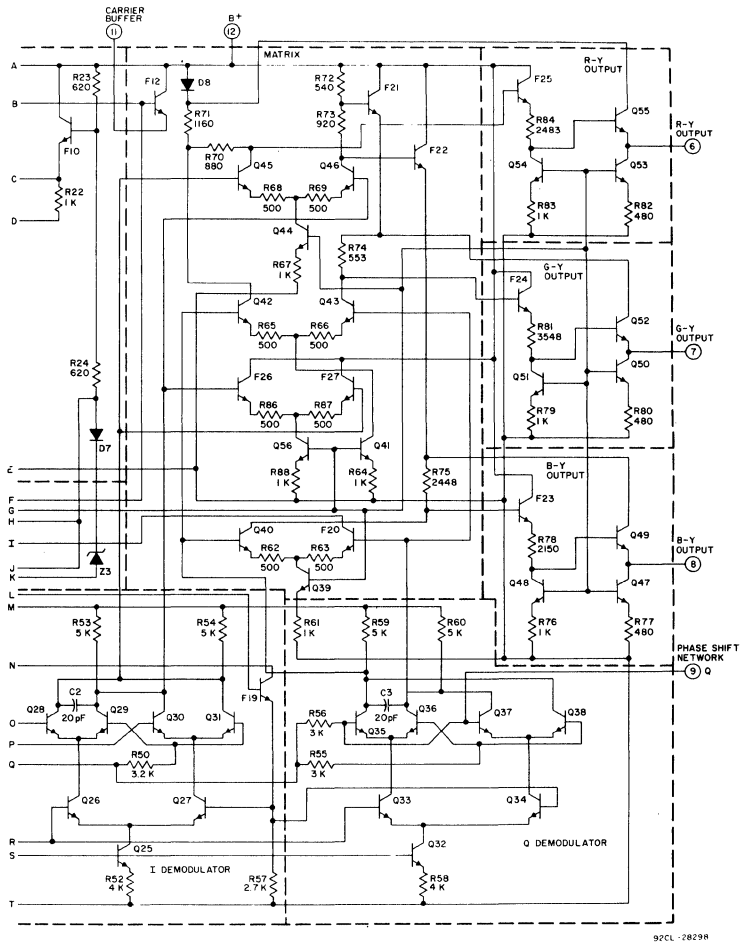 CARRIER
BUFFER
11
B+
12
MATRIX
R-Y
OUTPUT
A
R23
620
F12
D8
R72
540
F21
F25
B
R71
1160
R73
920
R84
2483
Q55
R-Y
OUTPUT
6
F10
F22
R70
880
Q45
Q46
Q54
Q53
C
R22
1K
R68
500
R69
500
R83
1K
R82
480
D
Q44
R74
553
R67
1K
Q42
Q43
F24
G-Y
OUTPUT
R65
500
R66
500
R81
3548
Q52
G-Y
OUTPUT
7
R24
620
F26
F27
Q51
Q50
R86
500
R87
500
R79
1K
R80
480
D7
Q56
Q41
E
R88
1K
R64
1K
R75
2448
B-Y
OUTPUT
F
G
H
F23
I
Q40
F20
R78
2150
Q49
B-Y
OUTPUT
8
J
K
Z3
R62
500
R63
500
Q39
Q48
Q47
L
M
R53
5K
R54
5K
R61
1K
R59
5K
R60
5K
R76
1K
R77
480
N
F19
PHASE SHIFT
NETWORK
9 Q
Q28
C2
20pF
Q29
Q30
Q31
R56
3K
C3
20pF
Q35
Q36
Q37
Q38
O
P
Q
R50
3.2K
R55
3K
Q26
Q27
Q33
Q34
R
S
Q25
Q32
R52
4K
I DEMODULATOR
R57
2.7K
R58
4K
Q DEMODULATOR
T
92CL-28298